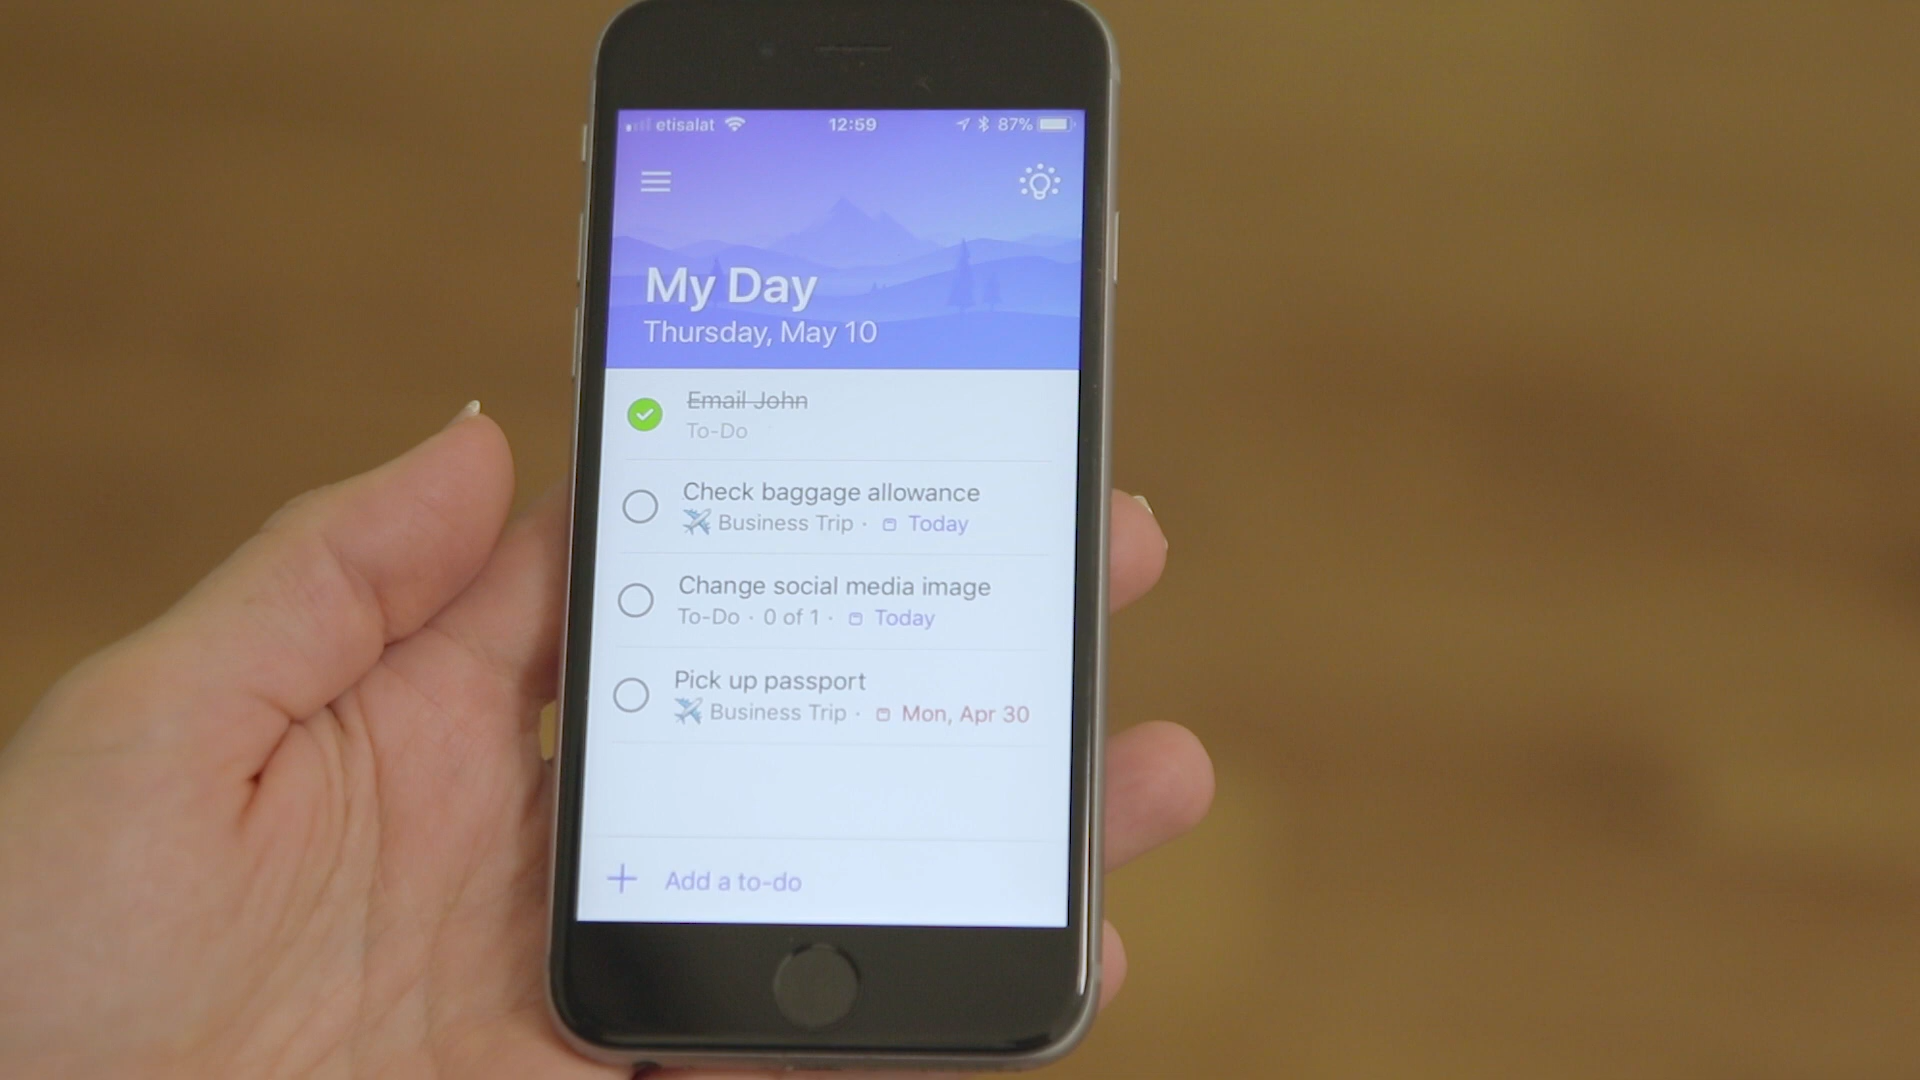 etisalat 12:59 87%
My Day
Thursday, May 10
Email John
To-Do
Check baggage allowance
Business Trip · Today
Change social media image
To-Do · 0 of 1 · Today
Pick up passport
Business Trip · Mon, Apr 30
+ Add a to-do